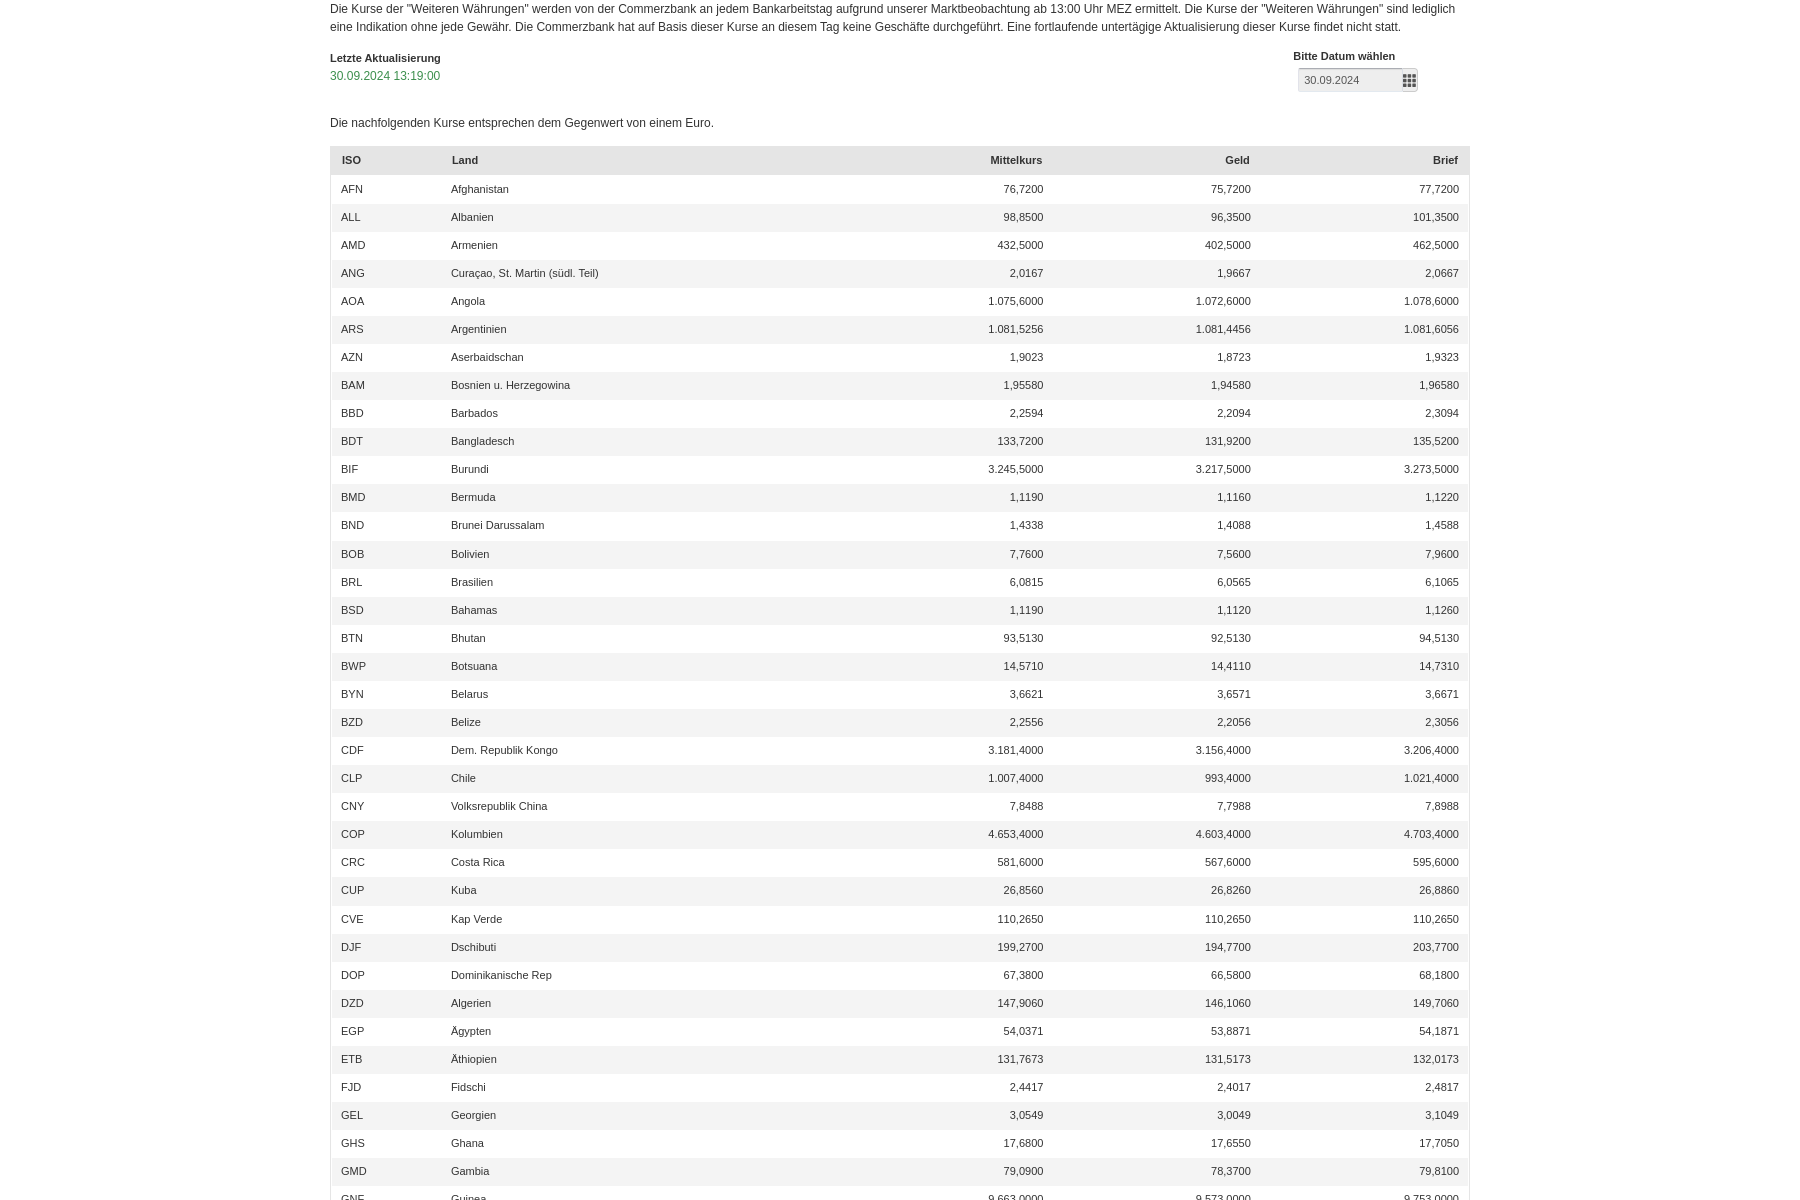 Die Kurse der "Weiteren Währungen" werden von der Commerzbank an jedem Bankarbeitstag aufgrund unserer Marktbeobachtung ab 13:00 Uhr MEZ ermittelt. Die Kurse der "Weiteren Währungen" sind lediglich
eine Indikation ohne jede Gewähr. Die Commerzbank hat auf Basis dieser Kurse an diesem Tag keine Geschäfte durchgeführt. Eine fortlaufende untertägige Aktualisierung dieser Kurse findet nicht statt.
Letzte Aktualisierung
30.09.2024 13:19:00
Bitte Datum wählen
30.09.2024
Die nachfolgenden Kurse entsprechen dem Gegenwert von einem Euro.
ISO Land Mittelkurs Geld Brief
AFN Afghanistan 76,7200 75,7200 77,7200
ALL Albanien 98,8500 96,3500 101,3500
AMD Armenien 432,5000 402,5000 462,5000
ANG Curaçao, St. Martin (südl. Teil) 2,0167 1,9667 2,0667
AOA Angola 1.075,6000 1.072,6000 1.078,6000
ARS Argentinien 1.081,5256 1.081,4456 1.081,6056
AZN Aserbaidschan 1,9023 1,8723 1,9323
BAM Bosnien u. Herzegowina 1,95580 1,94580 1,96580
BBD Barbados 2,2594 2,2094 2,3094
BDT Bangladesch 133,7200 131,9200 135,5200
BIF Burundi 3.245,5000 3.217,5000 3.273,5000
BMD Bermuda 1,1190 1,1160 1,1220
BND Brunei Darussalam 1,4338 1,4088 1,4588
BOB Bolivien 7,7600 7,5600 7,9600
BRL Brasilien 6,0815 6,0565 6,1065
BSD Bahamas 1,1190 1,1120 1,1260
BTN Bhutan 93,5130 92,5130 94,5130
BWP Botsuana 14,5710 14,4110 14,7310
BYN Belarus 3,6621 3,6571 3,6671
BZD Belize 2,2556 2,2056 2,3056
CDF Dem. Republik Kongo 3.181,4000 3.156,4000 3.206,4000
CLP Chile 1.007,4000 993,4000 1.021,4000
CNY Volksrepublik China 7,8488 7,7988 7,8988
COP Kolumbien 4.653,4000 4.603,4000 4.703,4000
CRC Costa Rica 581,6000 567,6000 595,6000
CUP Kuba 26,8560 26,8260 26,8860
CVE Kap Verde 110,2650 110,2650 110,2650
DJF Dschibuti 199,2700 194,7700 203,7700
DOP Dominikanische Rep 67,3800 66,5800 68,1800
DZD Algerien 147,9060 146,1060 149,7060
EGP Ägypten 54,0371 53,8871 54,1871
ETB Äthiopien 131,7673 131,5173 132,0173
FJD Fidschi 2,4417 2,4017 2,4817
GEL Georgien 3,0549 3,0049 3,1049
GHS Ghana 17,6800 17,6550 17,7050
GMD Gambia 79,0900 78,3700 79,8100
GNF Guinea 9.663,0000 9.573,0000 9.753,0000